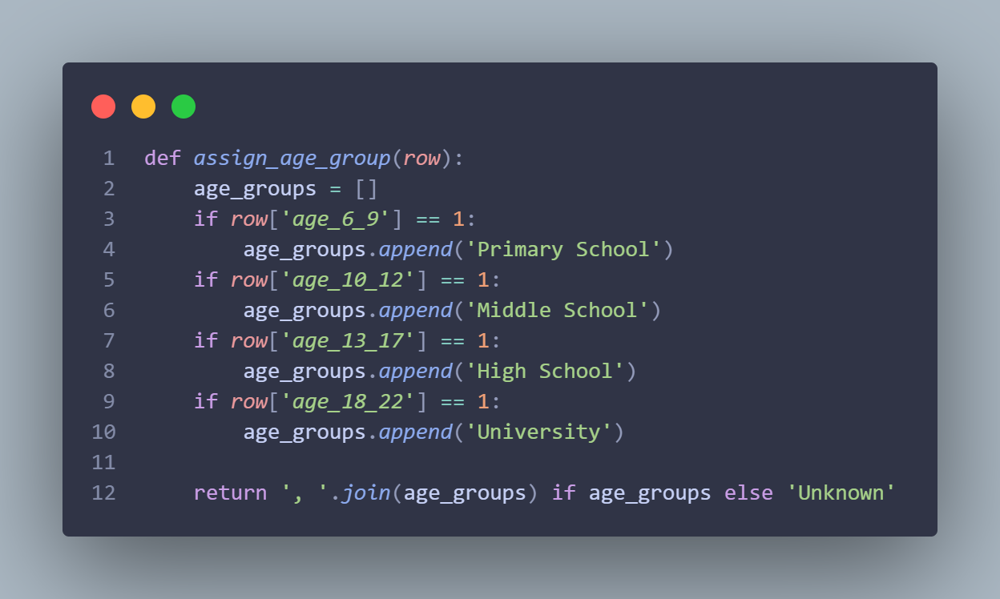 1 def assign_age_group(row):
2     age_groups = []
3     if row['age_6_9'] == 1:
4         age_groups.append('Primary School')
5     if row['age_10_12'] == 1:
6         age_groups.append('Middle School')
7     if row['age_13_17'] == 1:
8         age_groups.append('High School')
9     if row['age_18_22'] == 1:
10         age_groups.append('University')
11
12     return ', '.join(age_groups) if age_groups else 'Unknown'